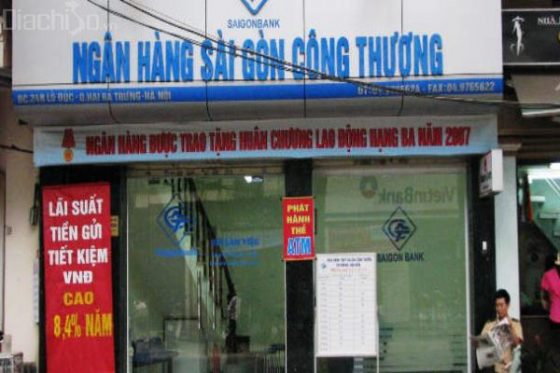 Diachiso.vn
SAIGONBANK
NGÂN HÀNG SÀI GÒN CÔNG THƯƠNG
ĐC:24B LÒ ĐÚC - Q.HAI BÀ TRƯNG-HÀ NỘI
FAX:04.9765622
NGÂN HÀNG ĐƯỢC TRAO TẶNG HUÂN CHƯƠNG LAO ĐỘNG HẠNG BA NĂM 2007
LÃI SUẤT
TIỀN GỬI
TIẾT KIỆM
VNĐ
CAO
8,4% NĂM
PHÁT
HÀNH
THẺ
ATM
VietinBank
SAIGON BANK